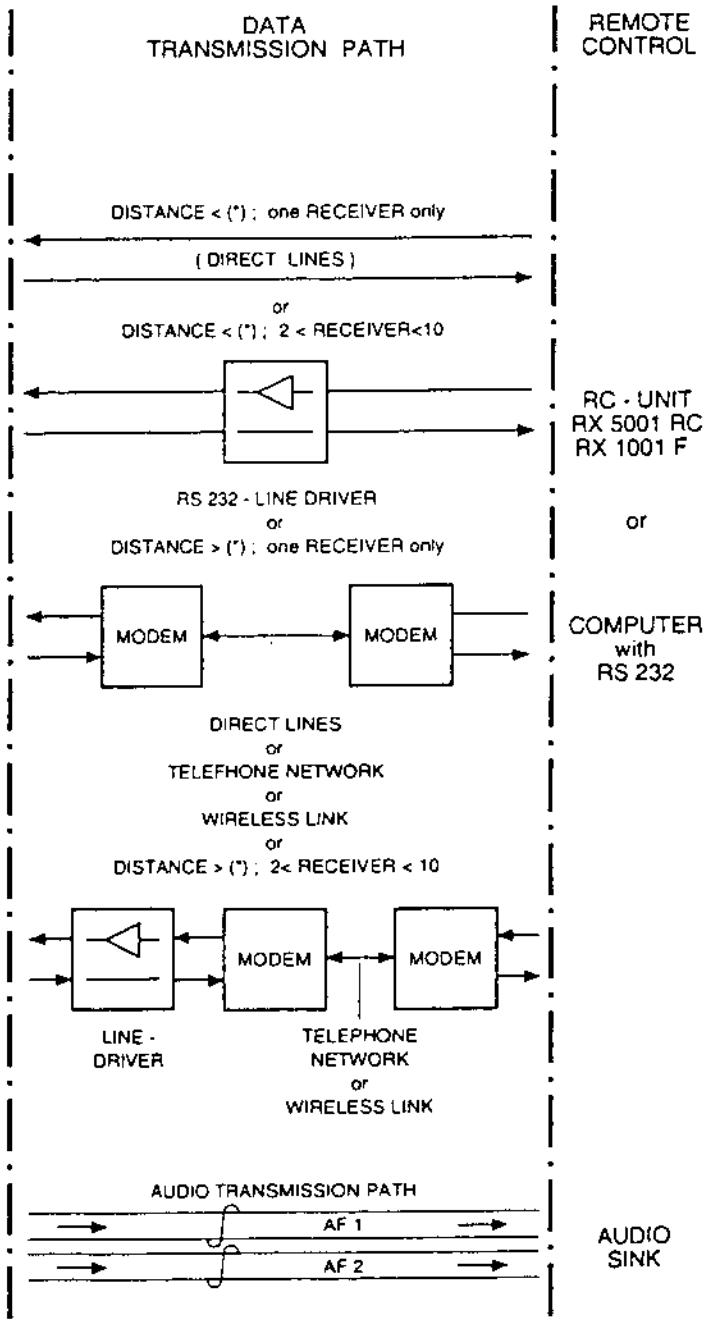 DATA
TRANSMISSION PATH
REMOTE
CONTROL
DISTANCE < (*) ; one RECEIVER only
( DIRECT LINES )
or
DISTANCE < (*) ; 2 < RECEIVER<10
RS 232 - LINE DRIVER
or
DISTANCE > (*) ; one RECEIVER only
MODEM
MODEM
DIRECT LINES
or
TELEFHONE NETWORK
or
WIRELESS LINK
or
DISTANCE > (*) ; 2< RECEIVER < 10
MODEM
MODEM
LINE -
DRIVER
TELEPHONE
NETWORK
or
WIRELESS LINK
RC - UNIT
RX 5001 RC
RX 1001 F
or
COMPUTER
with
RS 232
AUDIO TRANSMISSION PATH
AF 1
AF 2
AUDIO
SINK